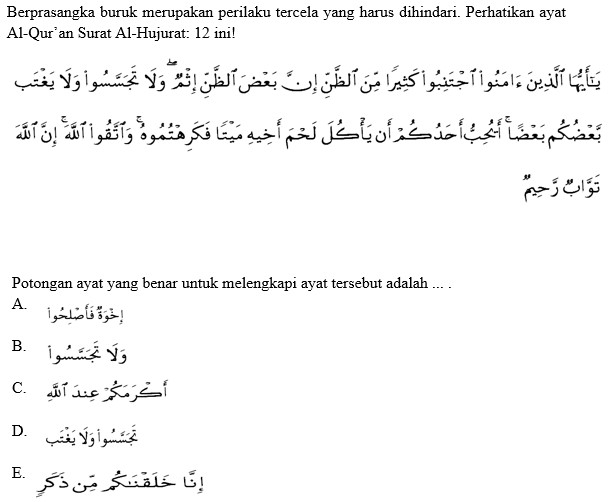 Berprasangka buruk merupakan perilaku tercela yang harus dihindari. Perhatikan ayat
Al-Qur’an Surat Al-Hujurat: 12 ini!
يَٰٓأَيُّهَا ٱلَّذِينَ ءَامَنُوا۟ ٱجْتَنِبُوا۟ كَثِيرًا مِّنَ ٱلظَّنِّ إِنَّ بَعْضَ ٱلظَّنِّ إِثْمٌ ۖ وَلَا تَجَسَّسُوا۟ وَلَا يَغْتَب
بَّعْضُكُم بَعْضًا ۚ أَيُحِبُّ أَحَدُكُمْ أَن يَأْكُلَ لَحْمَ أَخِيهِ مَيْتًا فَكَرِهْتُمُوهُ ۚ وَٱتَّقُوا۟ ٱللَّهَ ۚ إِنَّ ٱللَّهَ
تَوَّابٌ رَّحِيمٌ
Potongan ayat yang benar untuk melengkapi ayat tersebut adalah ... .
A. إِخْوَةٌ فَأَصْلِحُوا۟
B. وَلَا تَجَسَّسُوا۟
C. أَكْرَمَكُمْ عِندَ ٱللَّهِ
D. تَجَسَّسُوا۟ وَلَا يَغْتَب
E. إِنَّا خَلَقْنَٰكُم مِّن ذَكَرٍ